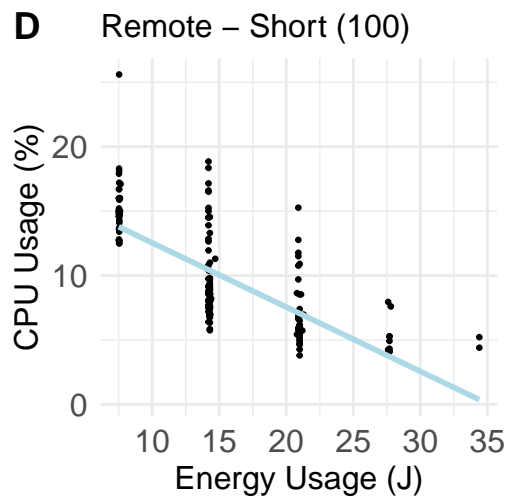 D Remote – Short (100)
CPU Usage (%)
20
10
0
10 15 20 25 30 35
Energy Usage (J)